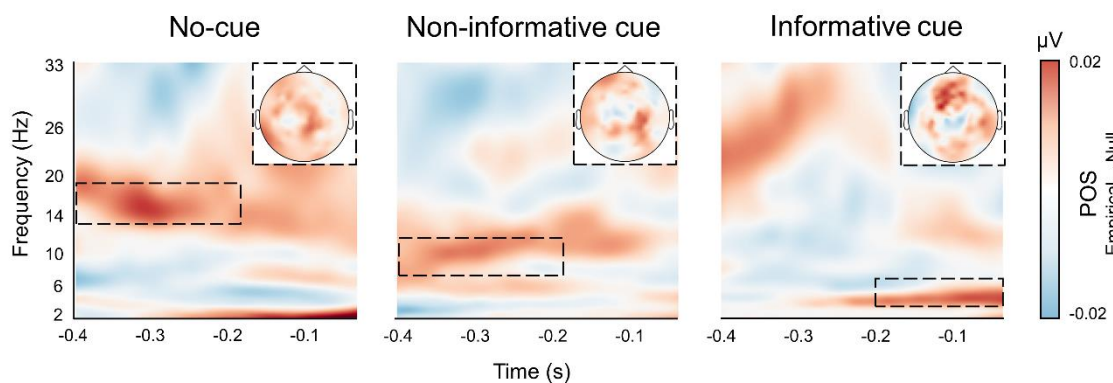 No-cue
Non-informative cue
Informative cue
µV
33
26
20
14
10
6
2
Frequency (Hz)
-0.4
-0.3
-0.2
-0.1
-0.4
-0.3
-0.2
-0.1
-0.4
-0.3
-0.2
-0.1
Time (s)
0.02
-0.02
POS
Empirical - Null